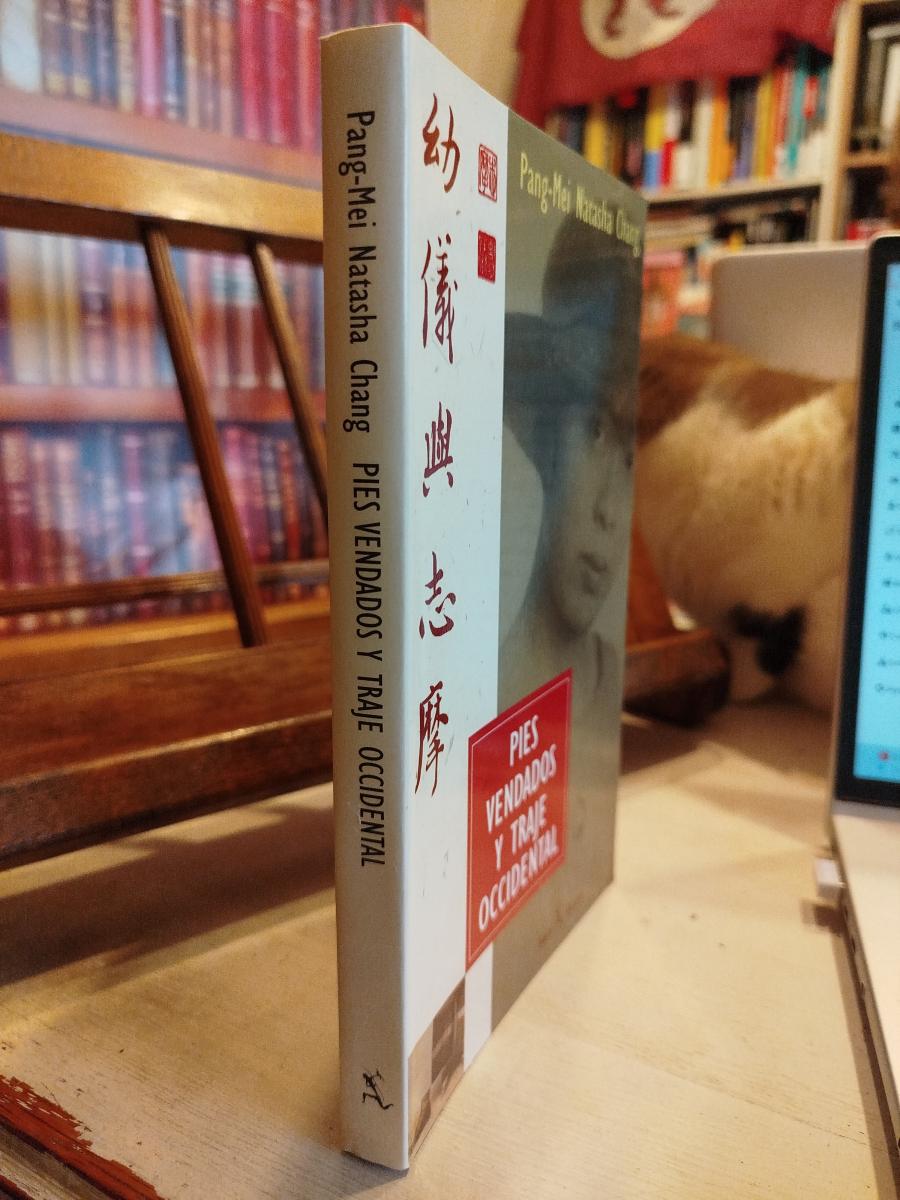 Pang-Mei Natasha Chang PIES VENDADOS Y TRAJE OCCIDENTAL
幼儀與志摩
Pang-Mei Natasha Chang
PIES
VENDADOS
Y TRAJE
OCCIDENTAL